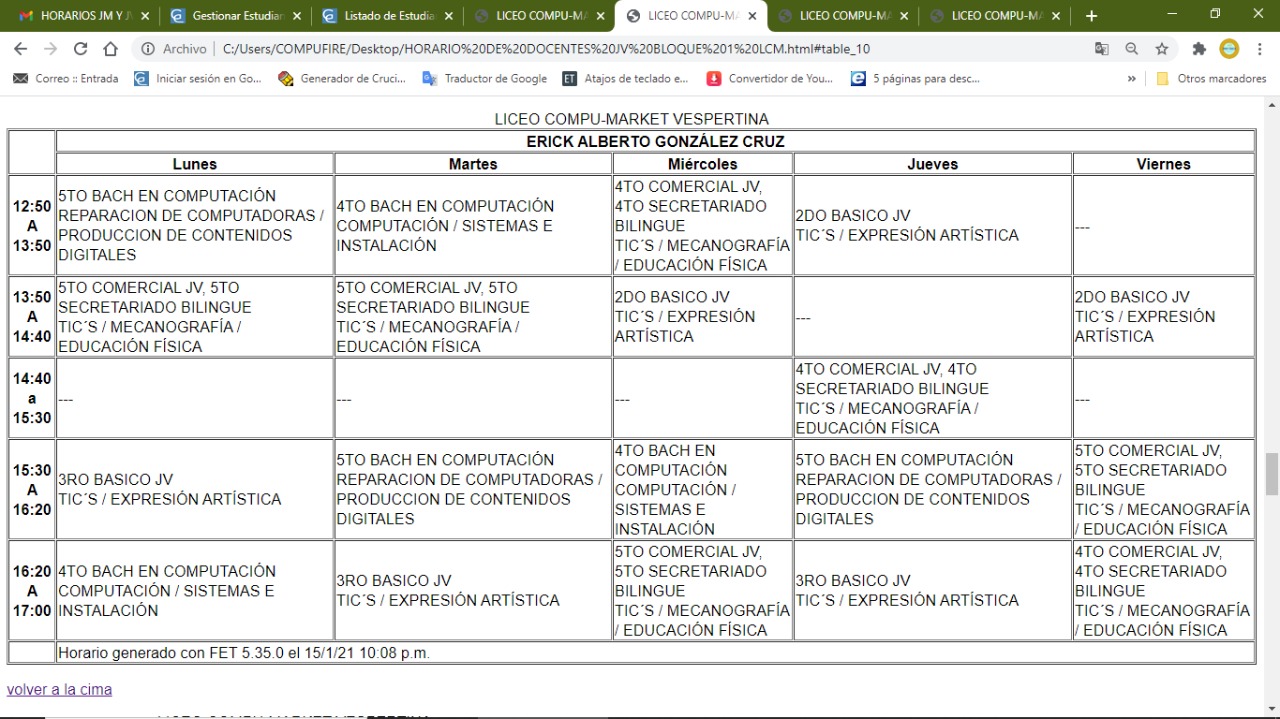 HORARIOS JM Y JV
Gestionar Estudian
Listado de Estudia
LICEO COMPU-MA
LICEO COMPU-MA
LICEO COMPU-MA
LICEO COMPU-MA
Archivo | C:/Users/COMPUFIRE/Desktop/HORARIO%20DE%20DOCENTES%20JV%20BLOQUE%201%20LCM.html#table_10
Correo :: Entrada
Iniciar sesión en Go...
Generador de Cruci...
Traductor de Google
ET Atajos de teclado e...
Convertidor de You...
5 páginas para desc...
»
Otros marcadores
LICEO COMPU-MARKET VESPERTINA
ERICK ALBERTO GONZÁLEZ CRUZ
Lunes
Martes
Miércoles
Jueves
Viernes
12:50
A
13:50
5TO BACH EN COMPUTACIÓN
REPARACION DE COMPUTADORAS /
PRODUCCION DE CONTENIDOS
DIGITALES
4TO BACH EN COMPUTACIÓN
COMPUTACIÓN / SISTEMAS E
INSTALACIÓN
4TO COMERCIAL JV,
4TO SECRETARIADO
BILINGUE
TIC´S / MECANOGRAFÍA
/ EDUCACIÓN FÍSICA
2DO BASICO JV
TIC´S / EXPRESIÓN ARTÍSTICA
---
13:50
A
14:40
5TO COMERCIAL JV, 5TO
SECRETARIADO BILINGUE
TIC´S / MECANOGRAFÍA /
EDUCACIÓN FÍSICA
5TO COMERCIAL JV, 5TO
SECRETARIADO BILINGUE
TIC´S / MECANOGRAFÍA /
EDUCACIÓN FÍSICA
2DO BASICO JV
TIC´S / EXPRESIÓN
ARTÍSTICA
---
2DO BASICO JV
TIC´S / EXPRESIÓN
ARTÍSTICA
14:40
a
15:30
---
---
---
4TO COMERCIAL JV, 4TO
SECRETARIADO BILINGUE
TIC´S / MECANOGRAFÍA /
EDUCACIÓN FÍSICA
---
15:30
A
16:20
3RO BASICO JV
TIC´S / EXPRESIÓN ARTÍSTICA
5TO BACH EN COMPUTACIÓN
REPARACION DE COMPUTADORAS /
PRODUCCION DE CONTENIDOS
DIGITALES
4TO BACH EN
COMPUTACIÓN
COMPUTACIÓN /
SISTEMAS E
INSTALACIÓN
5TO BACH EN COMPUTACIÓN
REPARACION DE COMPUTADORAS /
PRODUCCION DE CONTENIDOS
DIGITALES
5TO COMERCIAL JV,
5TO SECRETARIADO
BILINGUE
TIC´S / MECANOGRAFÍA
/ EDUCACIÓN FÍSICA
16:20
A
17:00
4TO BACH EN COMPUTACIÓN
COMPUTACIÓN / SISTEMAS E
INSTALACIÓN
3RO BASICO JV
TIC´S / EXPRESIÓN ARTÍSTICA
5TO COMERCIAL JV,
5TO SECRETARIADO
BILINGUE
TIC´S / MECANOGRAFÍA
/ EDUCACIÓN FÍSICA
3RO BASICO JV
TIC´S / EXPRESIÓN ARTÍSTICA
4TO COMERCIAL JV,
4TO SECRETARIADO
BILINGUE
TIC´S / MECANOGRAFÍA
/ EDUCACIÓN FÍSICA
Horario generado con FET 5.35.0 el 15/1/21 10:08 p.m.
volver a la cima